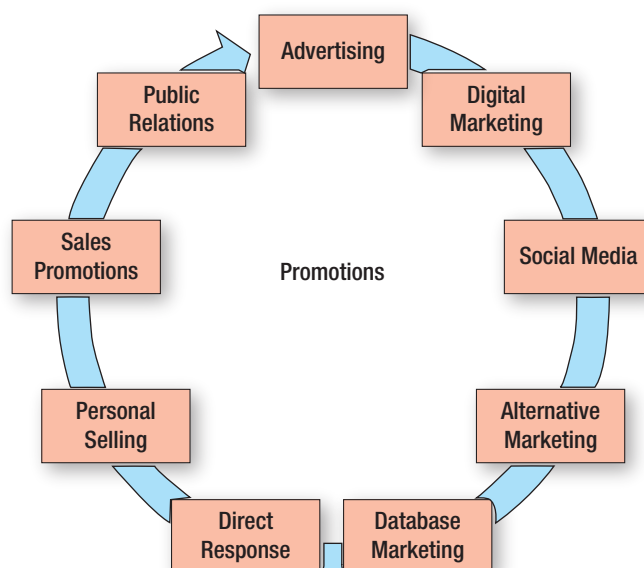 Advertising
Digital
Marketing
Social Media
Alternative
Marketing
Database
Marketing
Direct
Response
Personal
Selling
Sales
Promotions
Public
Relations
Promotions